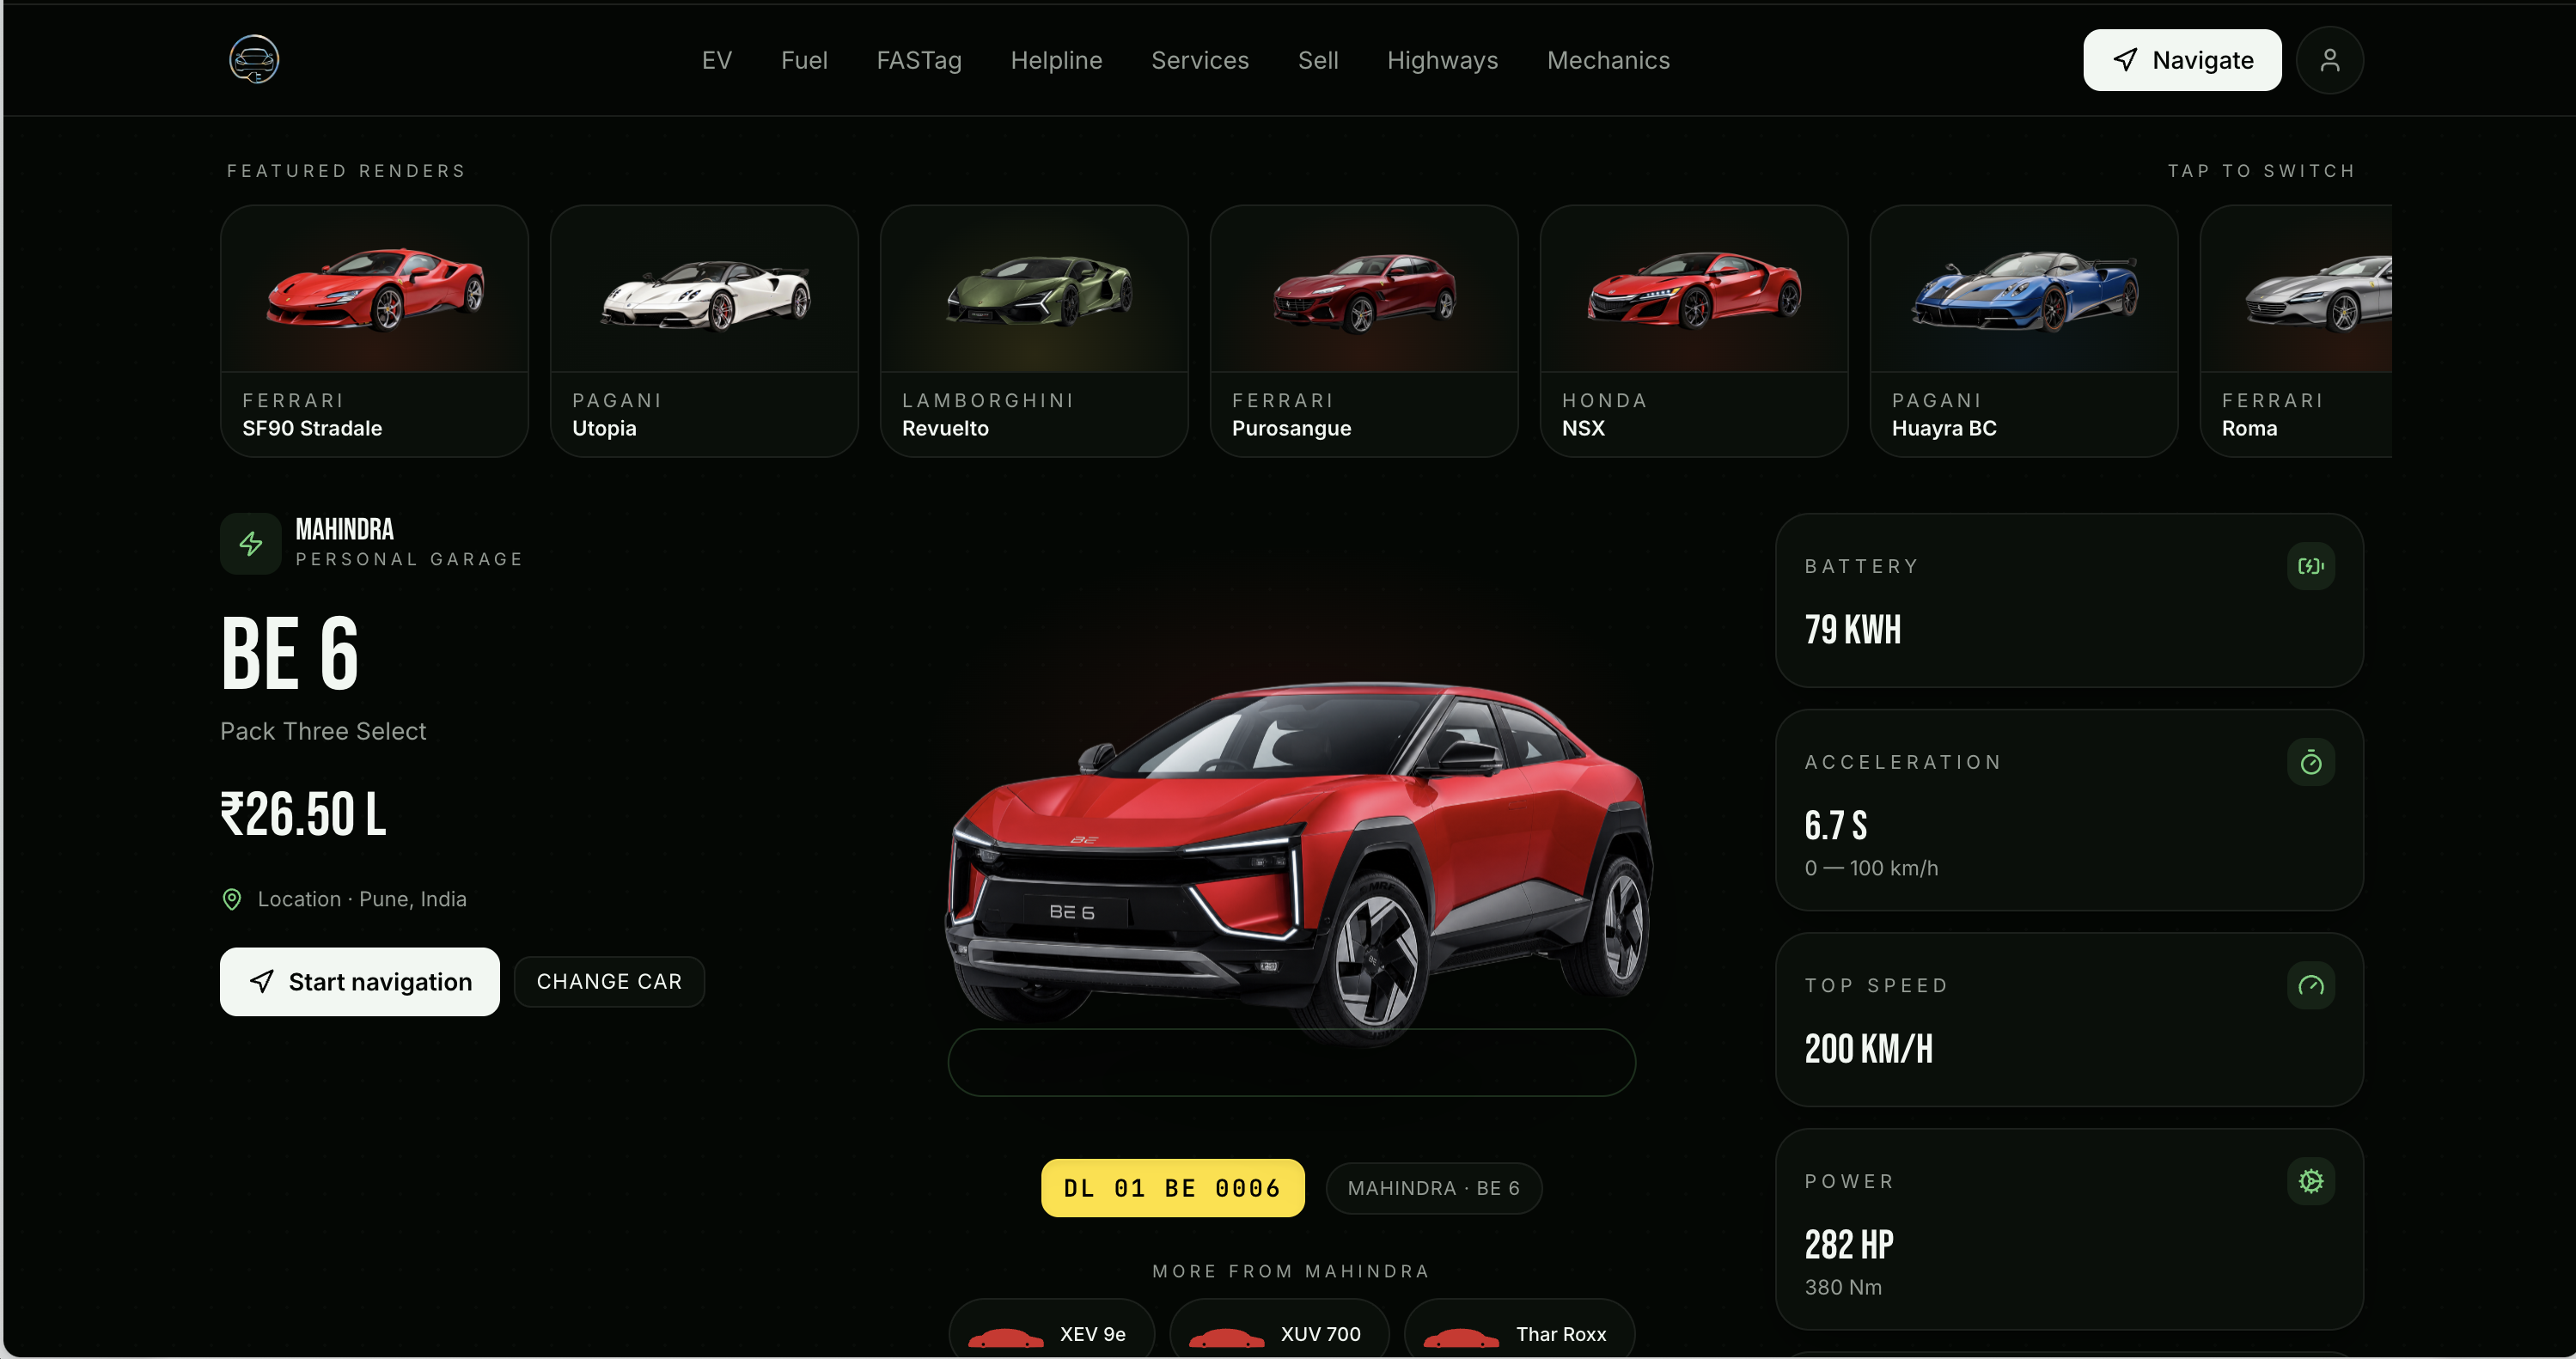 EV Fuel FASTag Helpline Services Sell Highways Mechanics
Navigate
FEATURED RENDERS
TAP TO SWITCH
FERRARI
SF90 Stradale
PAGANI
Utopia
LAMBORGHINI
Revuelto
FERRARI
Purosangue
HONDA
NSX
PAGANI
Huayra BC
FERRARI
Roma
MAHINDRA
PERSONAL GARAGE
BE 6
Pack Three Select
₹26.50 L
Location · Pune, India
Start navigation
CHANGE CAR
BE
BE 6
MRF
DL 01 BE 0006
MAHINDRA · BE 6
MORE FROM MAHINDRA
XEV 9e
XUV 700
Thar Roxx
BATTERY
79 KWH
ACCELERATION
6.7 S
0 — 100 km/h
TOP SPEED
200 KM/H
POWER
282 HP
380 Nm